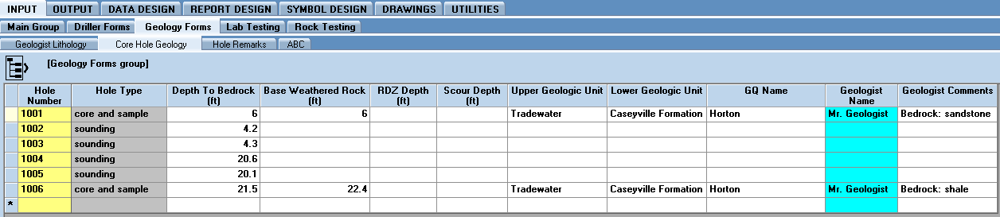 INPUT OUTPUT DATA DESIGN REPORT DESIGN SYMBOL DESIGN DRAWINGS UTILITIES
Main Group Driller Forms Geology Forms Lab Testing Rock Testing
Geologist Lithology Core Hole Geology Hole Remarks ABC
[Geology Forms group]
Hole Number Hole Type Depth To Bedrock (ft) Base Weathered Rock (ft) RDZ Depth (ft) Scour Depth (ft) Upper Geologic Unit Lower Geologic Unit GQ Name Geologist Name Geologist Comments
1001 core and sample 6 6 Tradewater Caseyville Formation Horton Mr. Geologist Bedrock: sandstone
1002 sounding 4.2
1003 sounding 4.3
1004 sounding 20.6
1005 sounding 20.1
1006 core and sample 21.5 22.4 Tradewater Caseyville Formation Horton Mr. Geologist Bedrock: shale
*